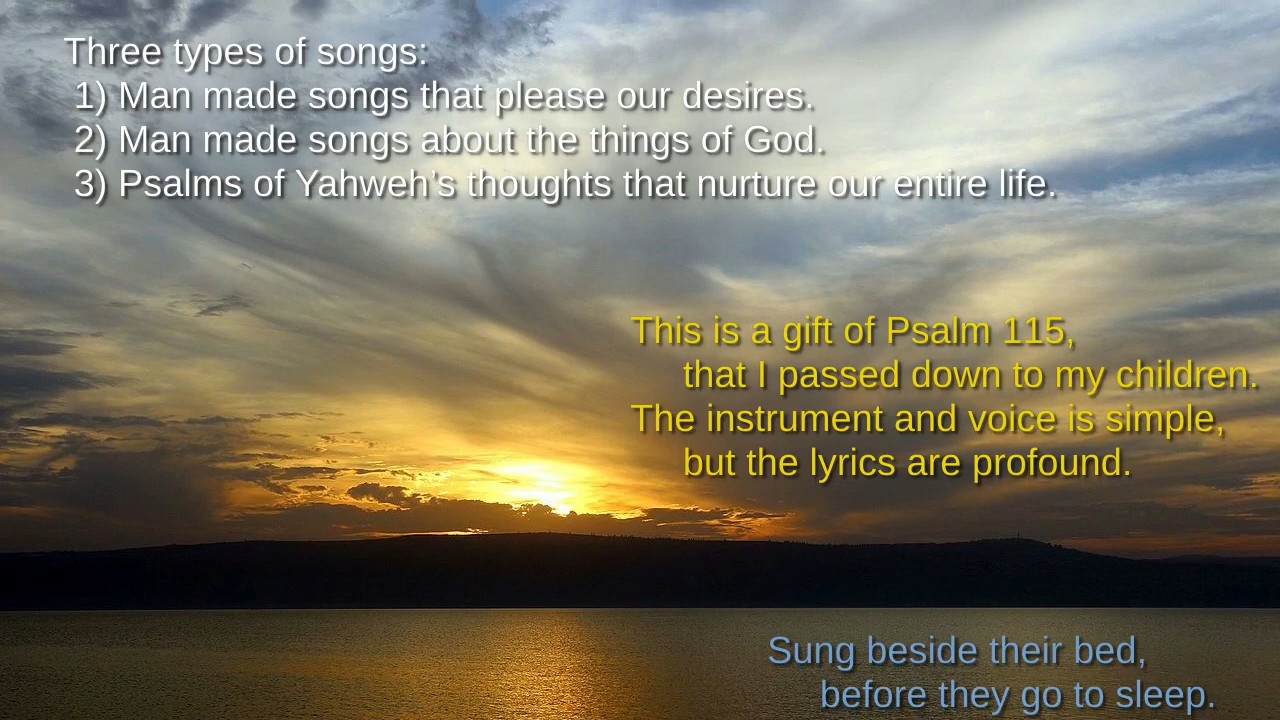 Three types of songs:
1) Man made songs that please our desires.
2) Man made songs about the things of God.
3) Psalms of Yahweh's thoughts that nurture our entire life.
This is a gift of Psalm 115,
that I passed down to my children.
The instrument and voice is simple,
but the lyrics are profound.
Sung beside their bed,
before they go to sleep.